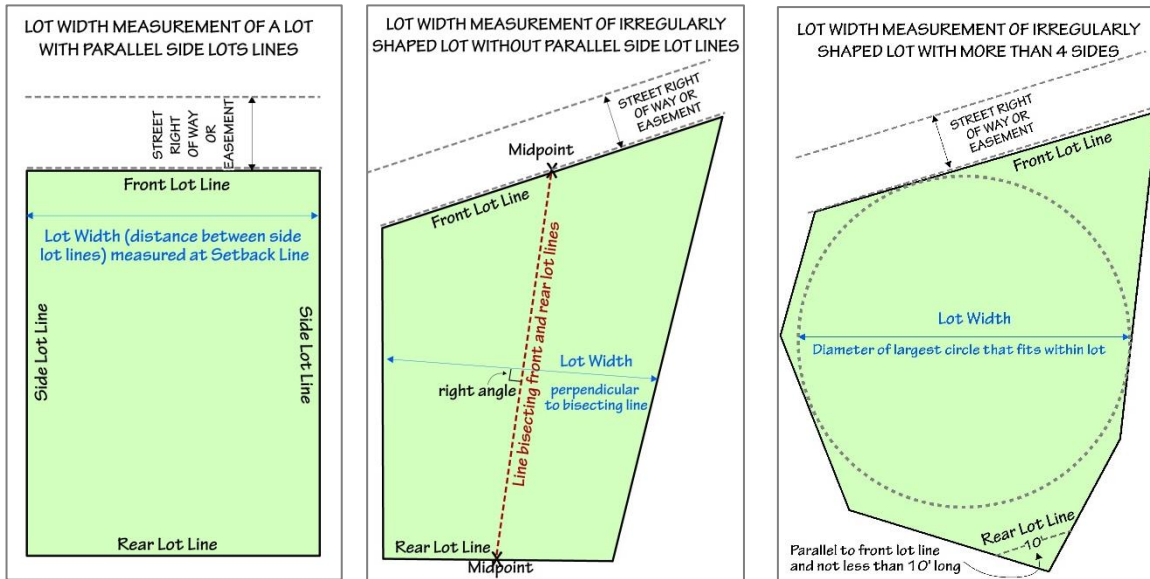 LOT WIDTH MEASUREMENT OF A LOT
WITH PARALLEL SIDE LOTS LINES
STREET
RIGHT
OF WAY
OR
EASEMENT
Front Lot Line
Lot Width (distance between side
lot lines) measured at Setback Line
Side Lot Line
Side Lot Line
Rear Lot Line
LOT WIDTH MEASUREMENT OF IRREGULARLY
SHAPED LOT WITHOUT PARALLEL SIDE LOT LINES
STREET RIGHT
OF WAY OR
EASEMENT
Midpoint
X
Front Lot Line
Line bisecting front and rear lot lines
Lot Width
right angle
perpendicular
to bisecting line
Rear Lot Line
X
Midpoint
LOT WIDTH MEASUREMENT OF IRREGULARLY
SHAPED LOT WITH MORE THAN 4 SIDES
STREET RIGHT
OF WAY OR
EASEMENT
Front Lot Line
Lot Width
Diameter of largest circle that fits within lot
Rear Lot Line
10'
Parallel to front lot line
and not less than 10' long